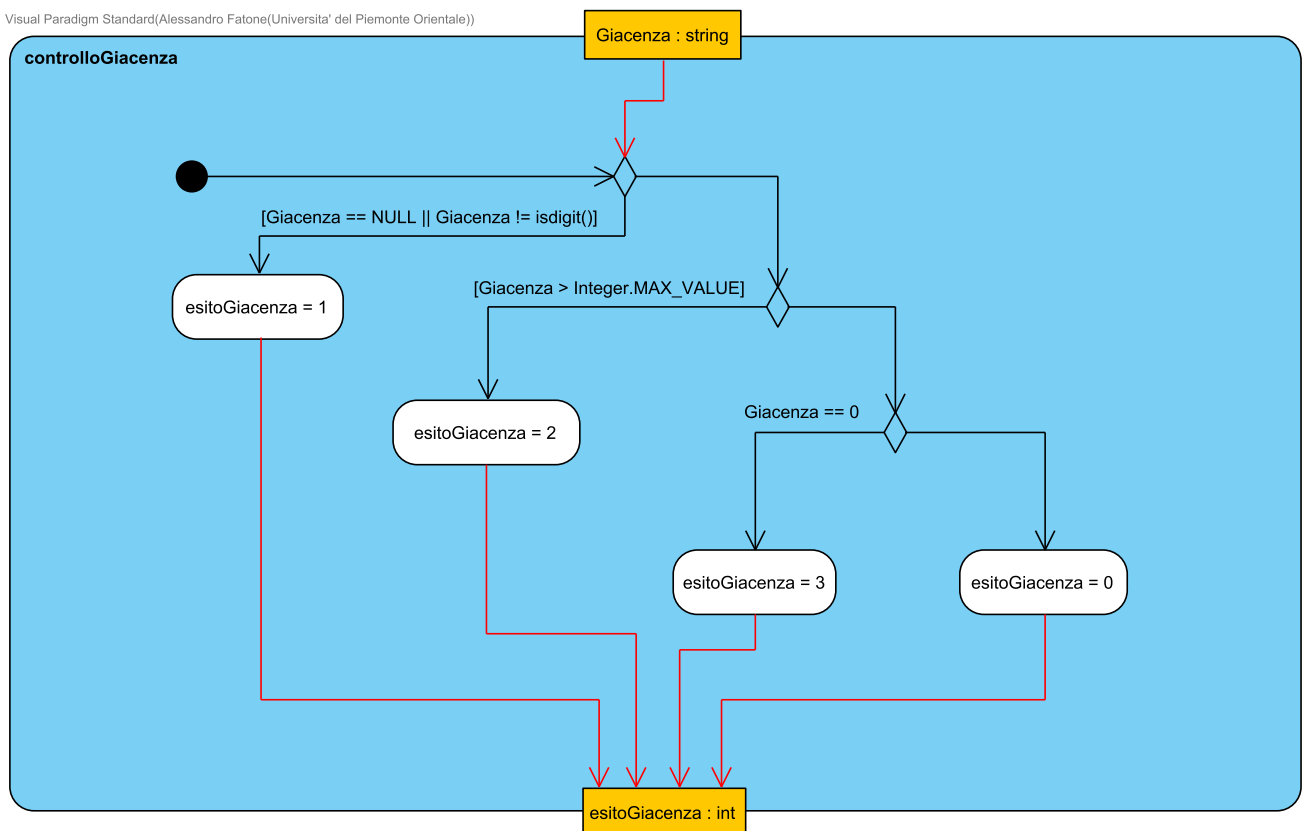 Visual Paradigm Standard(Alessandro Fatone(Universita' del Piemonte Orientale))
Giacenza : string
controlloGiacenza
[Giacenza == NULL || Giacenza != isdigit()]
[Giacenza > Integer.MAX_VALUE]
esitoGiacenza = 1
Giacenza == 0
esitoGiacenza = 2
esitoGiacenza = 3
esitoGiacenza = 0
esitoGiacenza : int